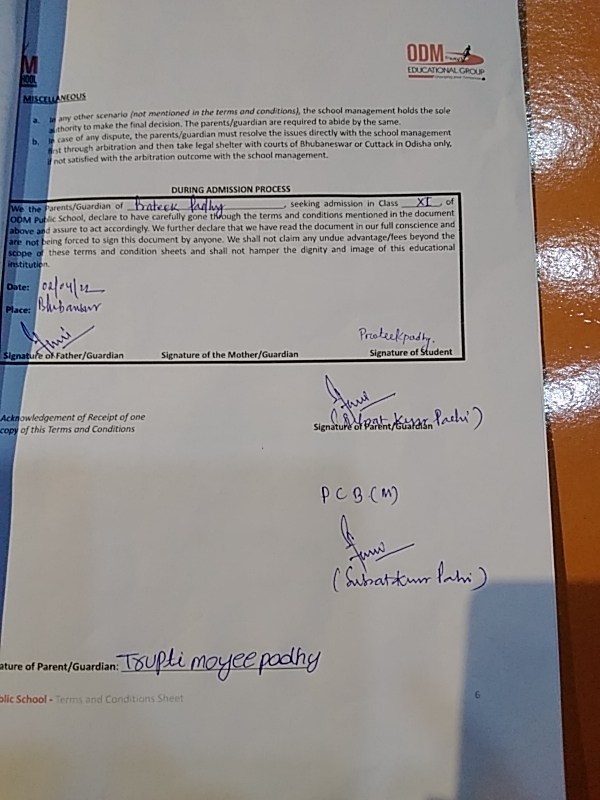 ODM
EDUCATIONAL GROUP
MISCELLANEOUS
a. In any other scenario (not mentioned in the terms and conditions), the school management holds the sole
authority to make the final decision. The parents/guardian are required to abide by the same.
b. In case of any dispute, the parents/guardian must resolve the issues directly with the school management
first through arbitration and then take legal shelter with courts of Bhubaneswar or Cuttack in Odisha only,
if not satisfied with the arbitration outcome with the school management.
DURING ADMISSION PROCESS
We the Parents/Guardian of Prateek Padhy, seeking admission in Class XI, of
ODM Public School, declare to have carefully gone through the terms and conditions mentioned in the document
above and assure to act accordingly. We further declare that we have read the document in our full conscience and
are not being forced to sign this document by anyone. We shall not claim any undue advantage/fees beyond the
scope of these terms and condition sheets and shall not hamper the dignity and image of this educational
institution.
Date: 02/04/22
Place:
Prateek padhy.
Signature of Father/Guardian Signature of the Mother/Guardian Signature of Student
Acknowledgement of Receipt of one
copy of this Terms and Conditions
Signature of Parent/Guardian
P C B (M)
ature of Parent/Guardian: Trupti mayee padhy
blic School - Terms and Conditions Sheet
6